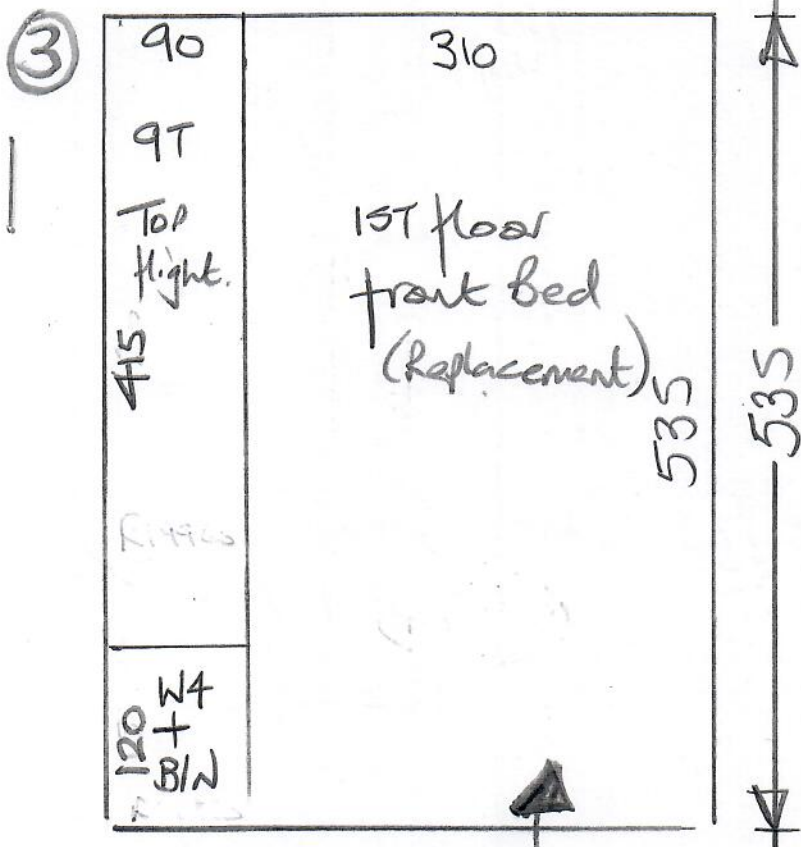 3
90
310
9T
Top
flight.
415
1ST floor
front Bed
(Replacement)
535
535
120
W4
+
B/N